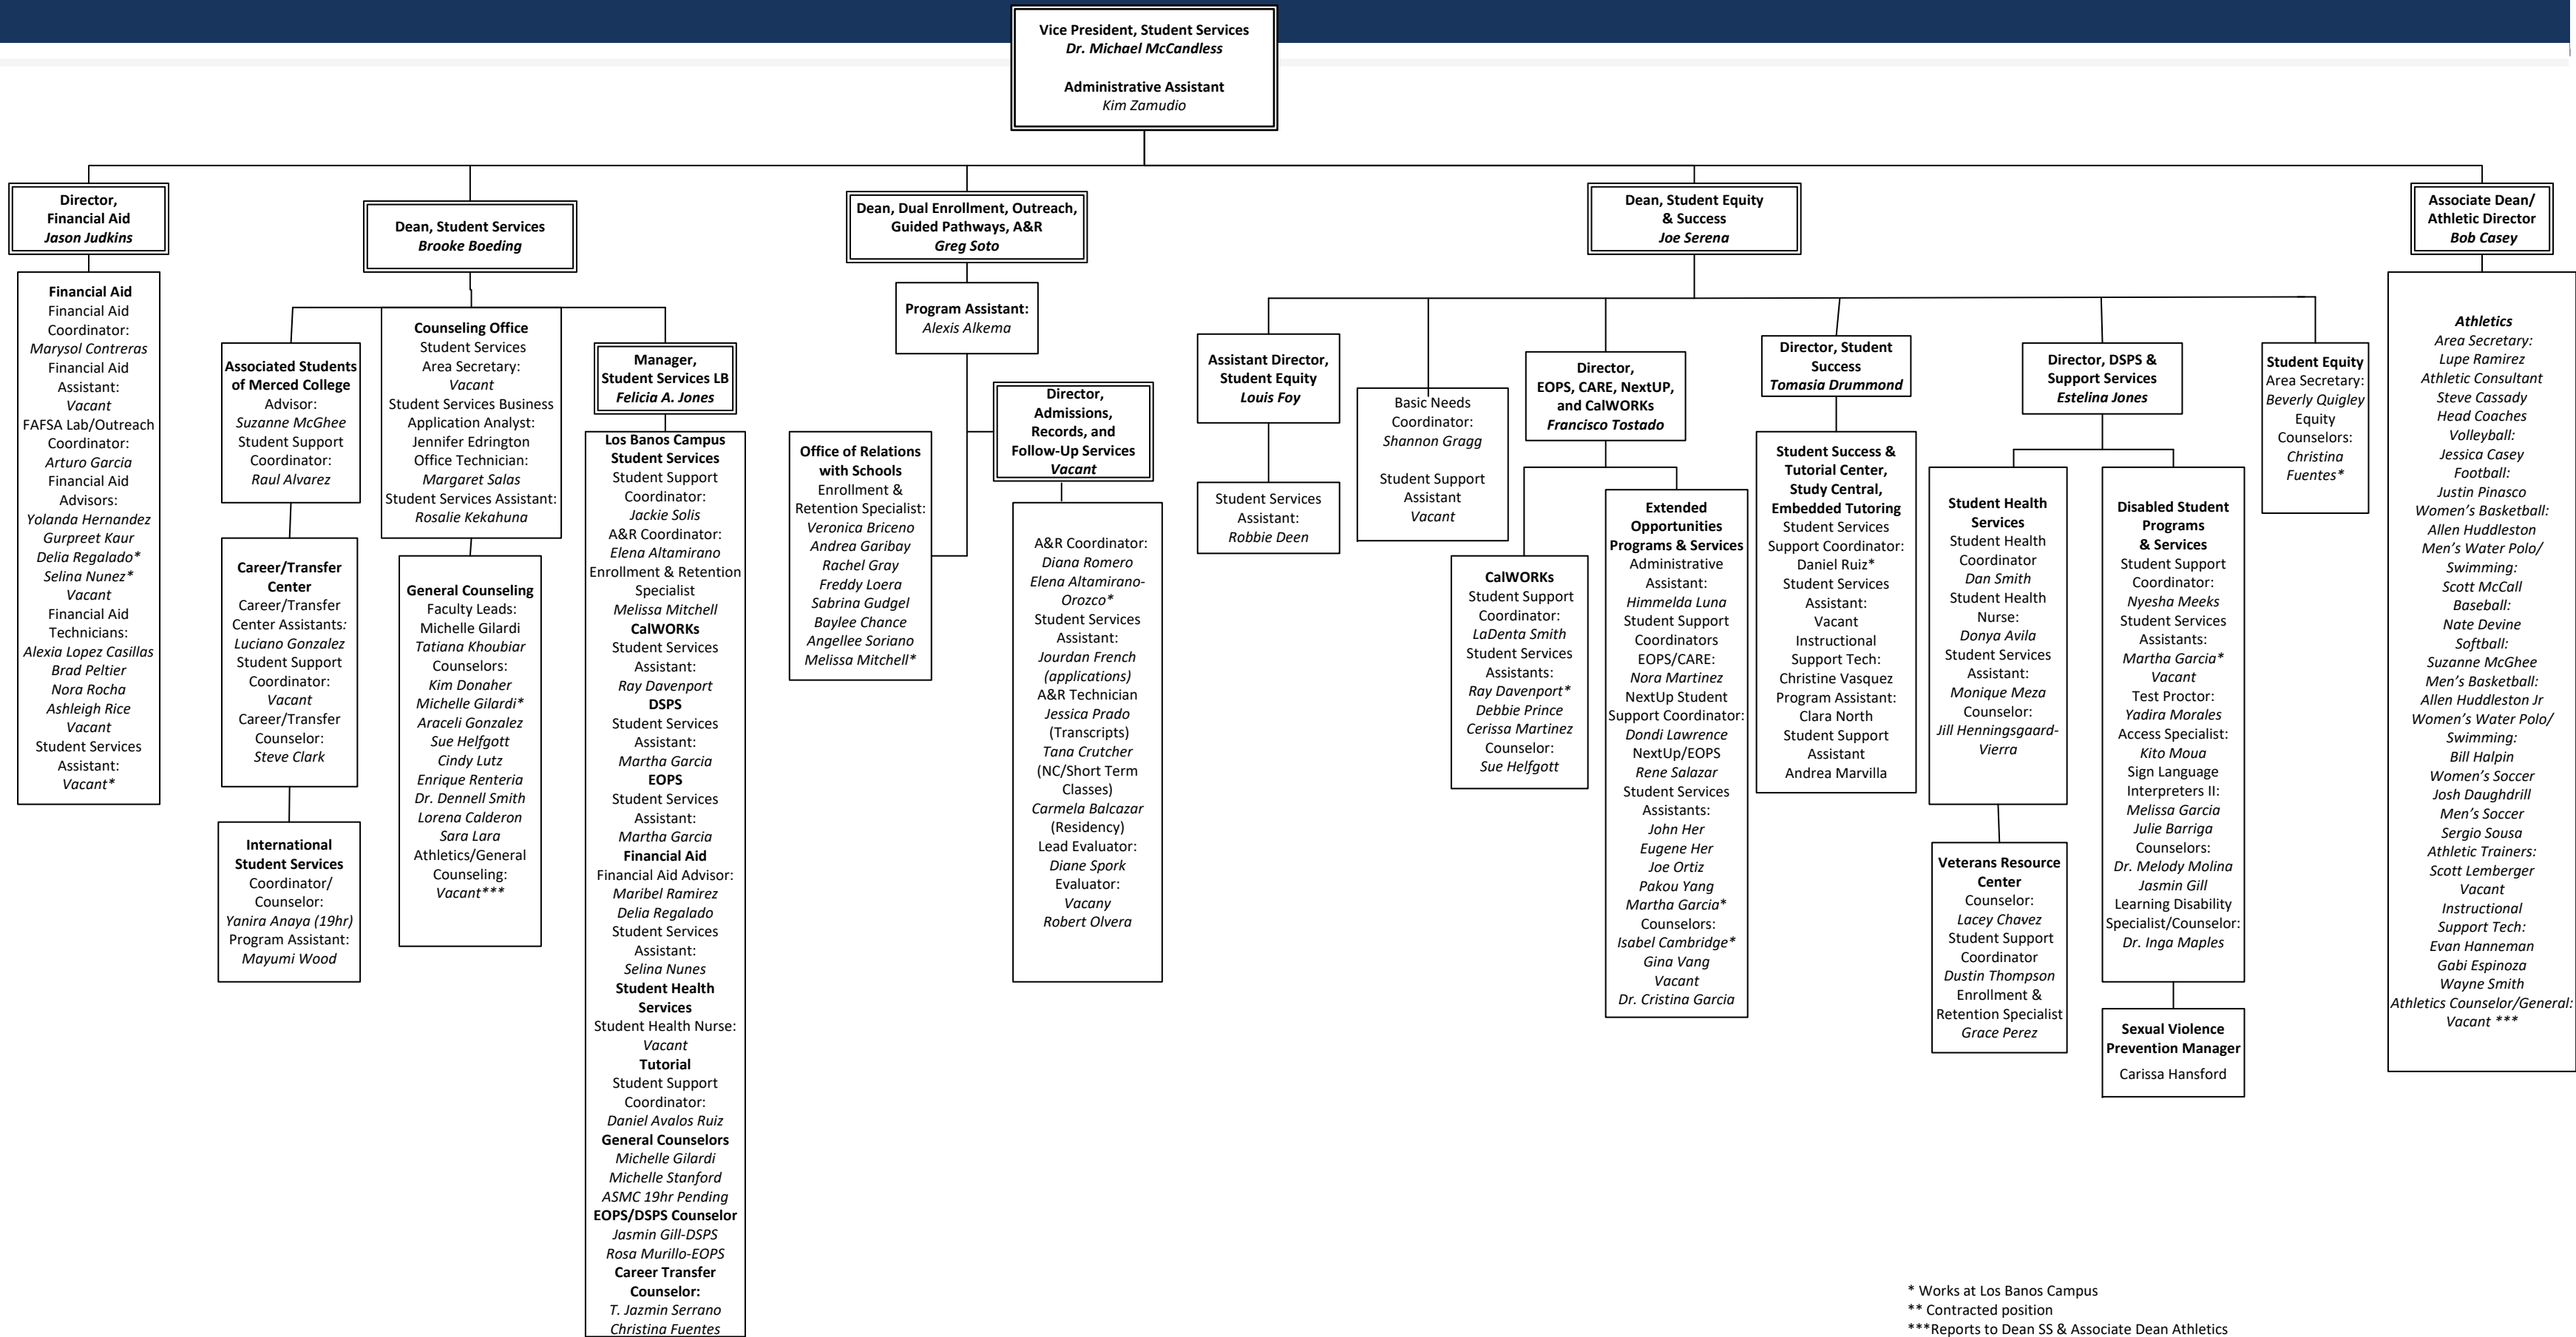 Vice President, Student Services
Dr. Michael McCandless
Administrative Assistant
Kim Zamudio
Director,
Financial Aid
Jason Judkins
Financial Aid
Financial Aid
Coordinator:
Marysol Contreras
Financial Aid
Assistant:
Vacant
FAFSA Lab/Outreach
Coordinator:
Arturo Garcia
Financial Aid
Advisors:
Yolanda Hernandez
Gurpreet Kaur
Delia Regalado*
Selina Nunez*
Vacant
Financial Aid
Technicians:
Alexia Lopez Casillas
Brad Peltier
Nora Rocha
Ashleigh Rice
Vacant
Student Services
Assistant:
Vacant*
Dean, Student Services
Brooke Boeding
Associated Students
of Merced College
Advisor:
Suzanne McGhee
Student Support
Coordinator:
Raul Alvarez
Career/Transfer
Center
Career/Transfer
Center Assistants:
Luciano Gonzalez
Student Support
Coordinator:
Vacant
Career/Transfer
Counselor:
Steve Clark
International
Student Services
Coordinator/
Counselor:
Yanira Anaya (19hr)
Program Assistant:
Mayumi Wood
Counseling Office
Student Services
Area Secretary:
Vacant
Student Services Business
Application Analyst:
Jennifer Edrington
Office Technician:
Margaret Salas
Student Services Assistant:
Rosalie Kekahuna
General Counseling
Faculty Leads:
Michelle Gilardi
Tatiana Khoubiar
Counselors:
Kim Donaher
Michelle Gilardi*
Araceli Gonzalez
Sue Helfgott
Cindy Lutz
Enrique Renteria
Dr. Dennell Smith
Lorena Calderon
Sara Lara
Athletics/General
Counseling:
Vacant***
Manager,
Student Services LB
Felicia A. Jones
Los Banos Campus
Student Services
Student Support
Coordinator:
Jackie Solis
A&R Coordinator:
Elena Altamirano
Enrollment & Retention
Specialist
Melissa Mitchell
CalWORKs
Student Services
Assistant:
Ray Davenport
DSPS
Student Services
Assistant:
Martha Garcia
EOPS
Student Services
Assistant:
Martha Garcia
Financial Aid
Financial Aid Advisor:
Maribel Ramirez
Delia Regalado
Student Services
Assistant:
Selina Nunes
Student Health
Services
Student Health Nurse:
Vacant
Tutorial
Student Support
Coordinator:
Daniel Avalos Ruiz
General Counselors
Michelle Gilardi
Michelle Stanford
ASMC 19hr Pending
EOPS/DSPS Counselor
Jasmin Gill-DSPS
Rosa Murillo-EOPS
Career Transfer
Counselor:
T. Jazmin Serrano
Christina Fuentes
Dean, Dual Enrollment, Outreach,
Guided Pathways, A&R
Greg Soto
Program Assistant:
Alexis Alkema
Office of Relations
with Schools
Enrollment &
Retention Specialist:
Veronica Briceno
Andrea Garibay
Rachel Gray
Freddy Loera
Sabrina Gudgel
Baylee Chance
Angellee Soriano
Melissa Mitchell*
Director,
Admissions,
Records, and
Follow-Up Services
Vacant
A&R Coordinator:
Diana Romero
Elena Altamirano-
Orozco*
Student Services
Assistant:
Jourdan French
(applications)
A&R Technician
Jessica Prado
(Transcripts)
Tana Crutcher
(NC/Short Term
Classes)
Carmela Balcazar
(Residency)
Lead Evaluator:
Diane Spork
Evaluator:
Vacany
Robert Olvera
Dean, Student Equity
& Success
Joe Serena
Assistant Director,
Student Equity
Louis Foy
Student Services
Assistant:
Robbie Deen
Basic Needs
Coordinator:
Shannon Gragg
Student Support
Assistant
Vacant
Director,
EOPS, CARE, NextUP,
and CalWORKs
Francisco Tostado
CalWORKs
Student Support
Coordinator:
LaDenta Smith
Student Services
Assistants:
Ray Davenport*
Debbie Prince
Cerissa Martinez
Counselor:
Sue Helfgott
Extended
Opportunities
Programs & Services
Administrative
Assistant:
Himmelda Luna
Student Support
Coordinators
EOPS/CARE:
Nora Martinez
NextUp Student
Support Coordinator:
Dondi Lawrence
NextUp/EOPS
Rene Salazar
Student Services
Assistants:
John Her
Eugene Her
Joe Ortiz
Pakou Yang
Martha Garcia*
Counselors:
Isabel Cambridge*
Gina Vang
Vacant
Dr. Cristina Garcia
Director, Student
Success
Tomasia Drummond
Student Success &
Tutorial Center,
Study Central,
Embedded Tutoring
Student Services
Support Coordinator:
Daniel Ruiz*
Student Services
Assistant:
Vacant
Instructional
Support Tech:
Christine Vasquez
Program Assistant:
Clara North
Student Support
Assistant
Andrea Marvilla
Director, DSPS &
Support Services
Estelina Jones
Student Health
Services
Student Health
Coordinator
Dan Smith
Student Health
Nurse:
Donya Avila
Student Services
Assistant:
Monique Meza
Counselor:
Jill Henningsgaard-
Vierra
Veterans Resource
Center
Counselor:
Lacey Chavez
Student Support
Coordinator
Dustin Thompson
Enrollment &
Retention Specialist
Grace Perez
Disabled Student
Programs
& Services
Student Support
Coordinator:
Nyesha Meeks
Student Services
Assistants:
Martha Garcia*
Vacant
Test Proctor:
Yadira Morales
Access Specialist:
Kito Moua
Sign Language
Interpreters II:
Melissa Garcia
Julie Barriga
Counselors:
Dr. Melody Molina
Jasmin Gill
Learning Disability
Specialist/Counselor:
Dr. Inga Maples
Sexual Violence
Prevention Manager
Carissa Hansford
Student Equity
Area Secretary:
Beverly Quigley
Equity
Counselors:
Christina
Fuentes*
Associate Dean/
Athletic Director
Bob Casey
Athletics
Area Secretary:
Lupe Ramirez
Athletic Consultant
Steve Cassady
Head Coaches
Volleyball:
Jessica Casey
Football:
Justin Pinasco
Women's Basketball:
Allen Huddleston
Men's Water Polo/
Swimming:
Scott McCall
Baseball:
Nate Devine
Softball:
Suzanne McGhee
Men's Basketball:
Allen Huddleston Jr
Women's Water Polo/
Swimming:
Bill Halpin
Women's Soccer
Josh Daughdrill
Men's Soccer
Sergio Sousa
Athletic Trainers:
Scott Lemberger
Vacant
Instructional
Support Tech:
Evan Hanneman
Gabi Espinoza
Wayne Smith
Athletics Counselor/General:
Vacant ***
* Works at Los Banos Campus
** Contracted position
***Reports to Dean SS & Associate Dean Athletics